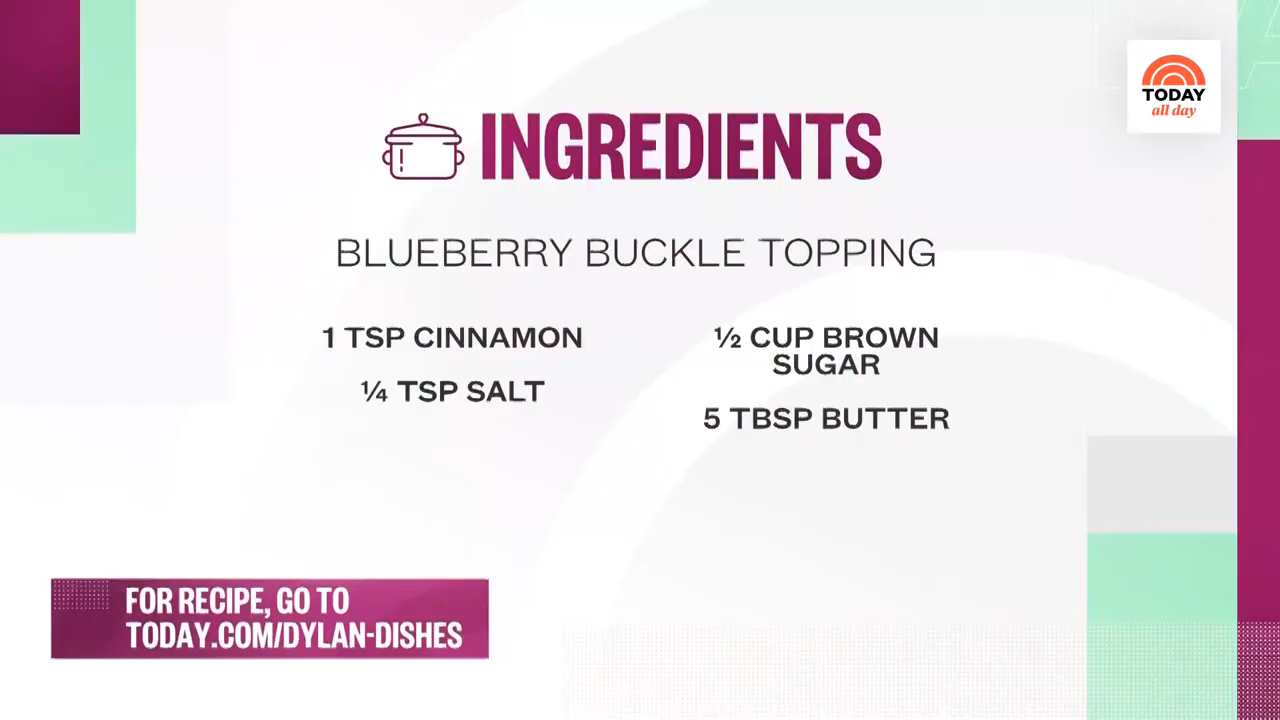 TODAY
all day
INGREDIENTS
BLUEBERRY BUCKLE TOPPING
1 TSP CINNAMON
¼ TSP SALT
½ CUP BROWN
SUGAR
5 TBSP BUTTER
FOR RECIPE, GO TO
TODAY.COM/DYLAN-DISHES